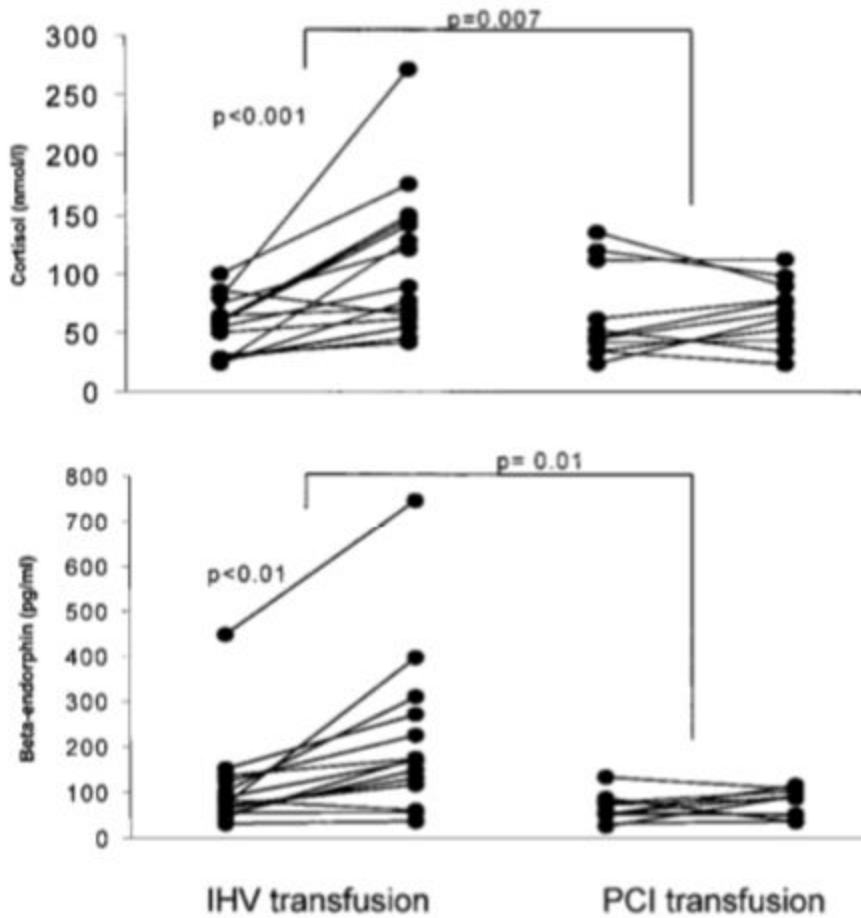 p=0.007
300
250
p<0.001
200
150
100
50
0
Cortisol (nmol/l)
p= 0.01
800
700
600
p<0.01
500
400
300
200
100
0
Beta-endorphin (pg/ml)
IHV transfusion
PCI transfusion